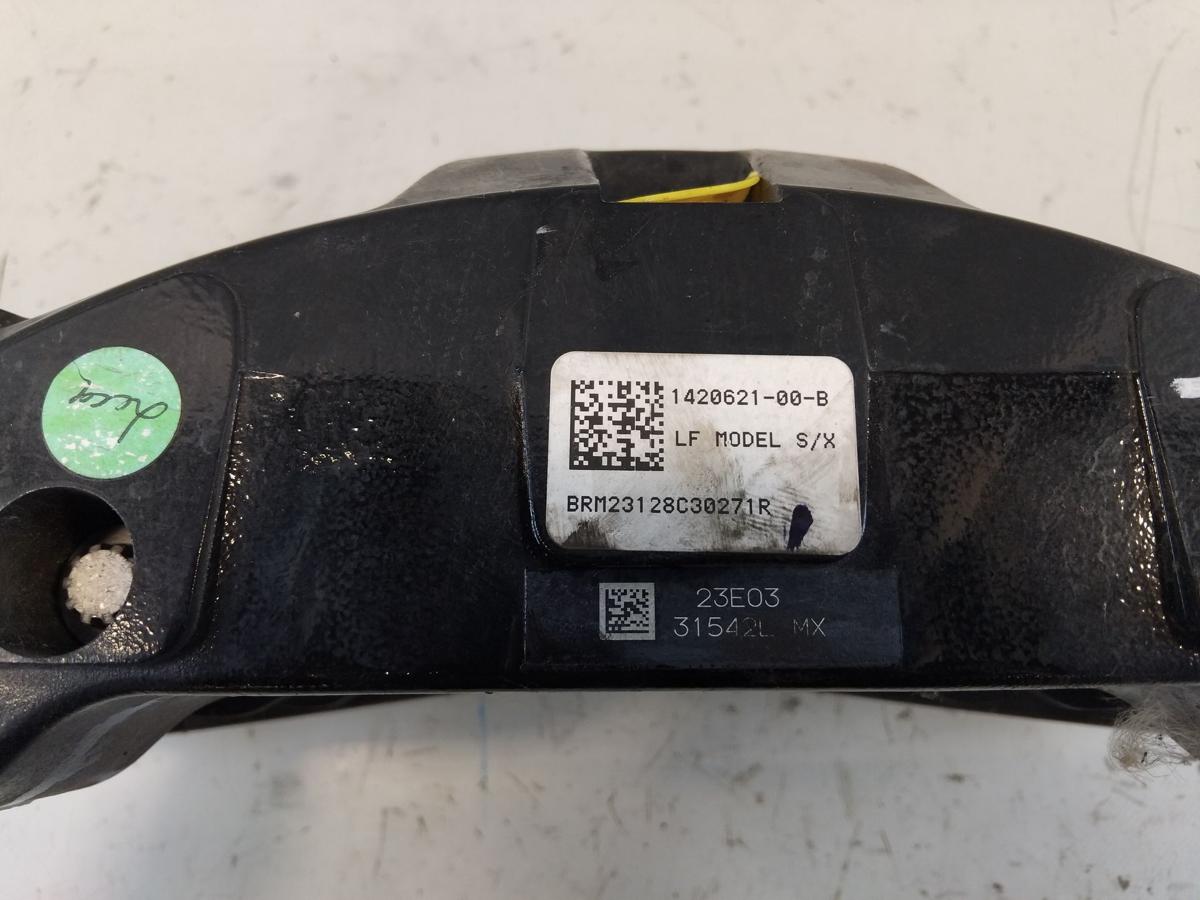 1420621-00-B
LF MODEL S/X
BRM23128C30271R
23E03
31542L MX